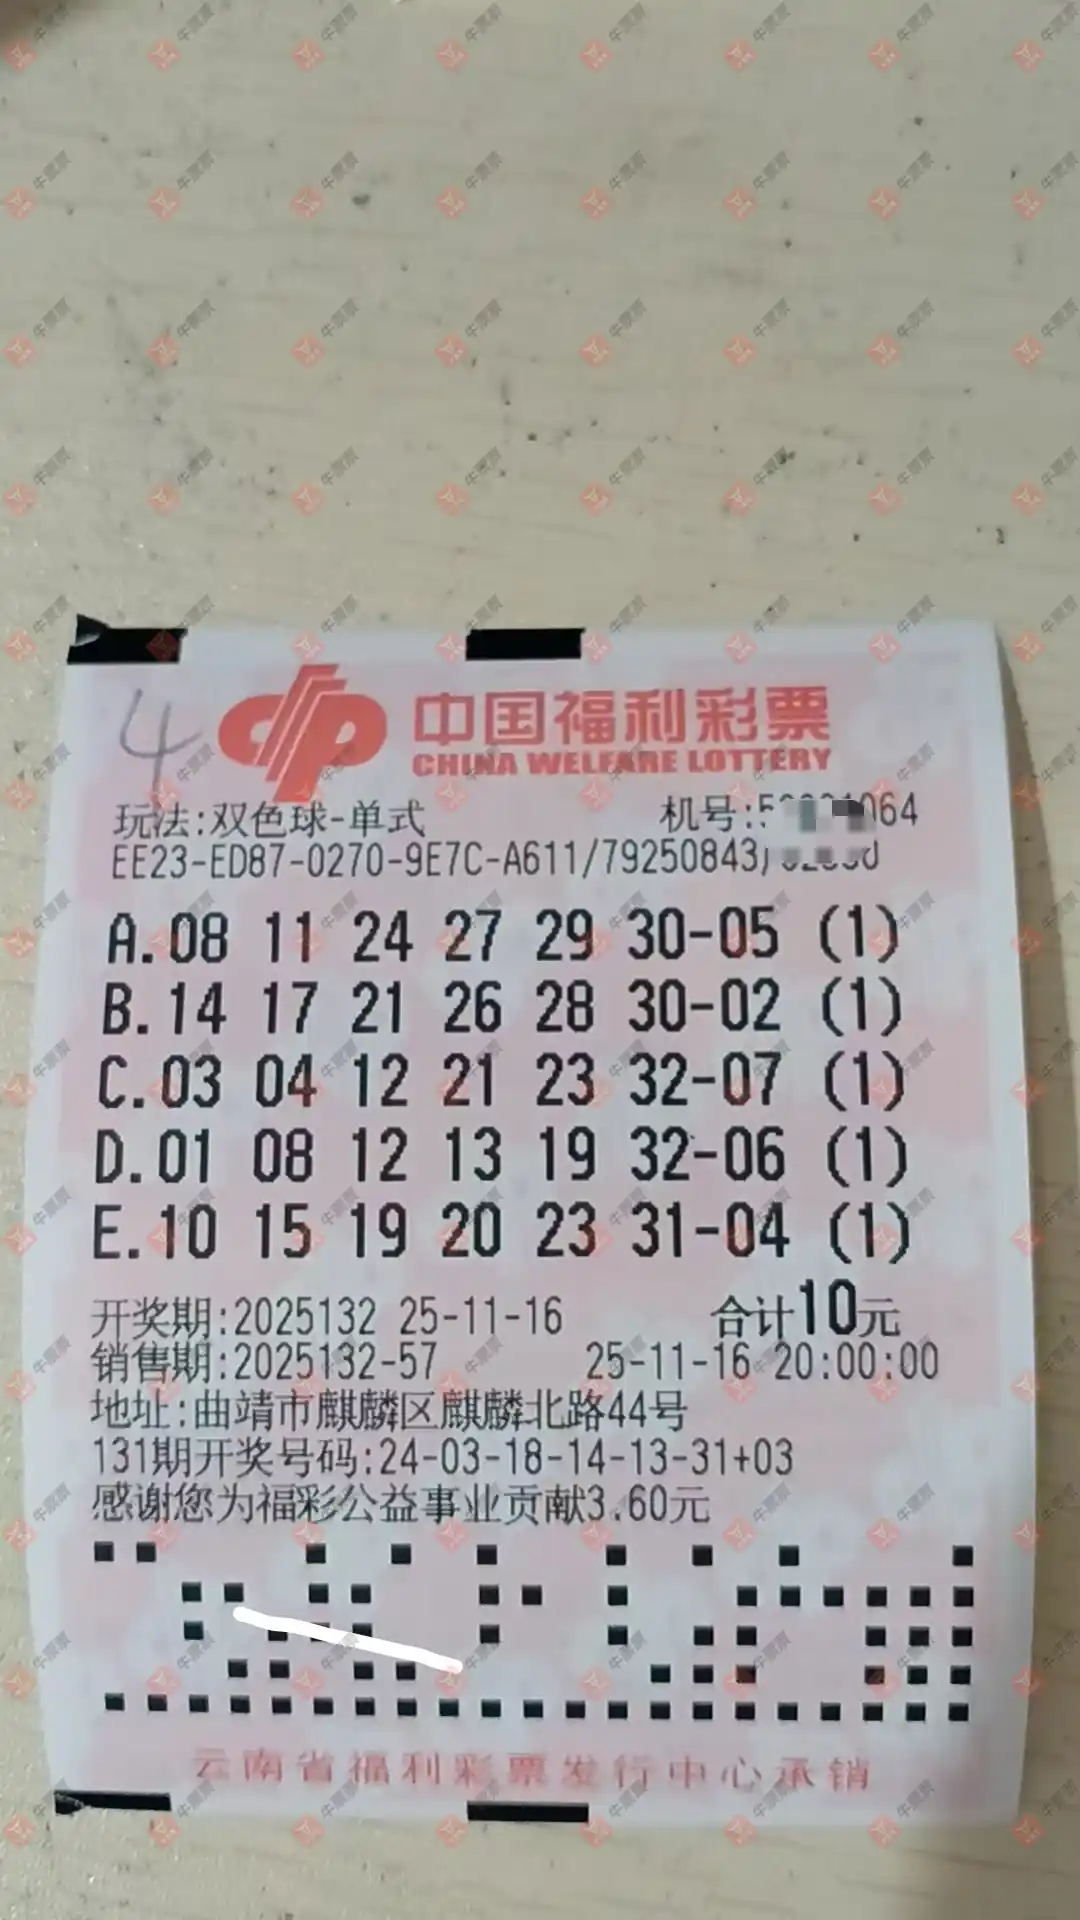 4
中国福利彩票
CHINA WELFARE LOTTERY
玩法:双色球-单式 机号:5 064
EE23-ED87-0270-9E7C-A611/79250843/
A.08 11 24 27 29 30-05 (1)
B.14 17 21 26 28 30-02 (1)
C.03 04 12 21 23 32-07 (1)
D.01 08 12 13 19 32-06 (1)
E.10 15 19 20 23 31-04 (1)
开奖期:2025132 25-11-16 合计10元
销售期:2025132-57 25-11-16 20:00:00
地址:曲靖市麒麟区麒麟北路44号
131期开奖号码:24-03-18-14-13-31+03
感谢您为福彩公益事业贡献3.60元
云南省福利彩票发行中心承销
牛票票